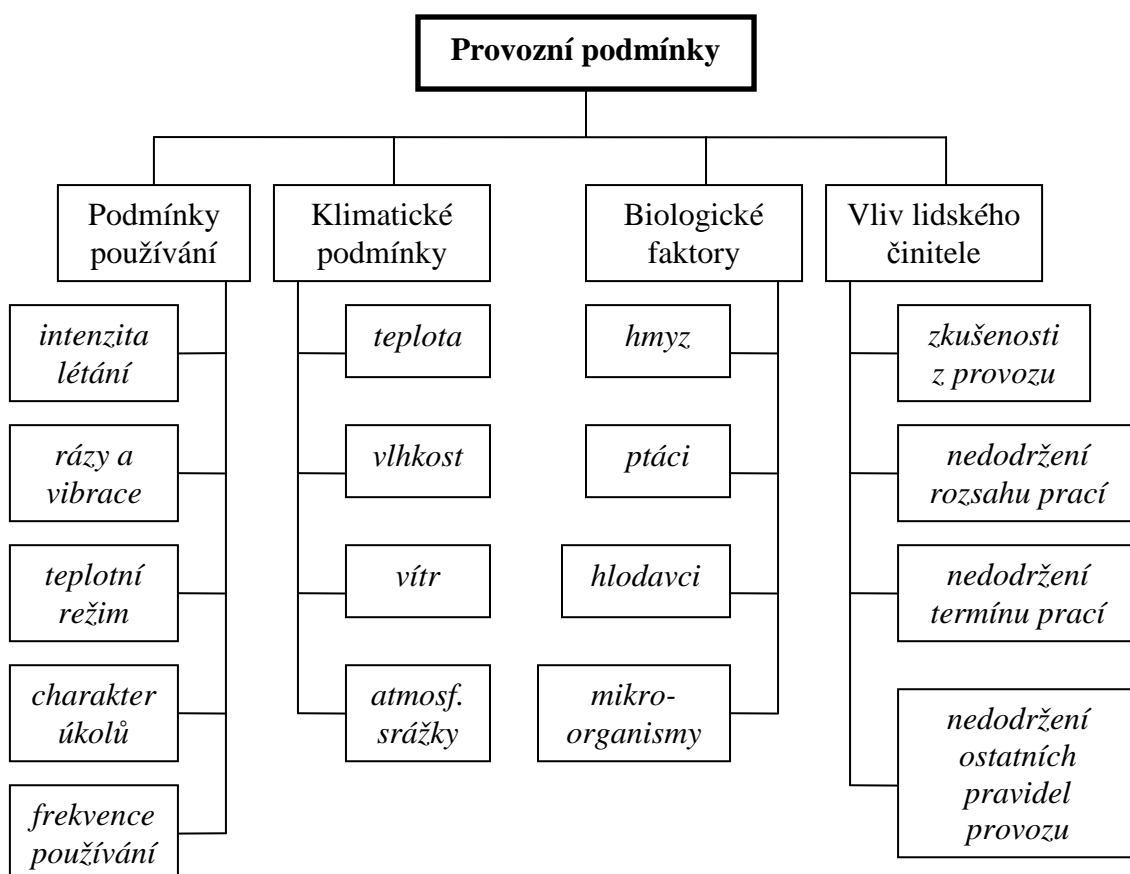 Provozní podmínky
Podmínky
používání
Klimatické
podmínky
Biologické
faktory
Vliv lidského
činitele
intenzita
létání
rázy a
vibrace
teplotní
režim
charakter
úkolů
frekvence
používání
teplota
vlhkost
vítr
atmosf.
srážky
hmyz
ptáci
hlodavci
mikro-
organismy
zkušenosti
z provozu
nedodržení
rozsahu prací
nedodržení
termínu prací
nedodržení
ostatních
pravidel
provozu